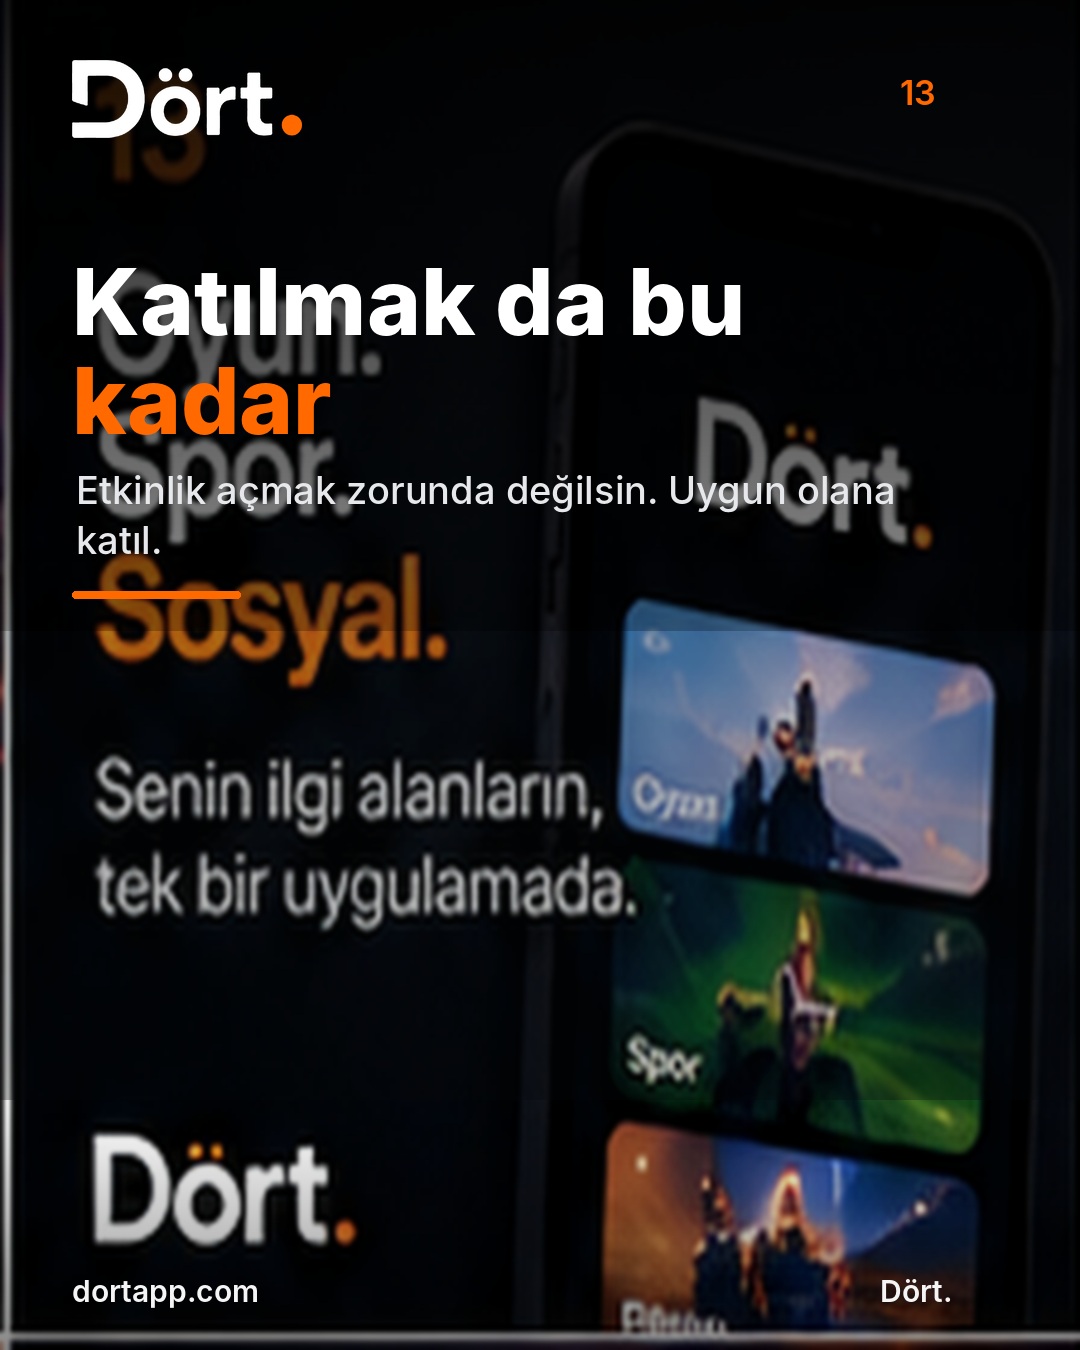 Dört.
13
13
Katılmak da bu
kadar
Oyun.
Spor.
Etkinlik açmak zorunda değilsin. Uygun olana
katıl.
Sosyal.
Dört.
Senin ilgi alanların,
tek bir uygulamada.
Oyun
Spor
Dört.
dortapp.com
Dört.